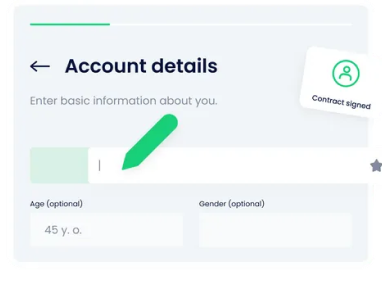 Account details
Contract signed
Enter basic information about you.
Age (optional)
Gender (optional)
45 y. o.